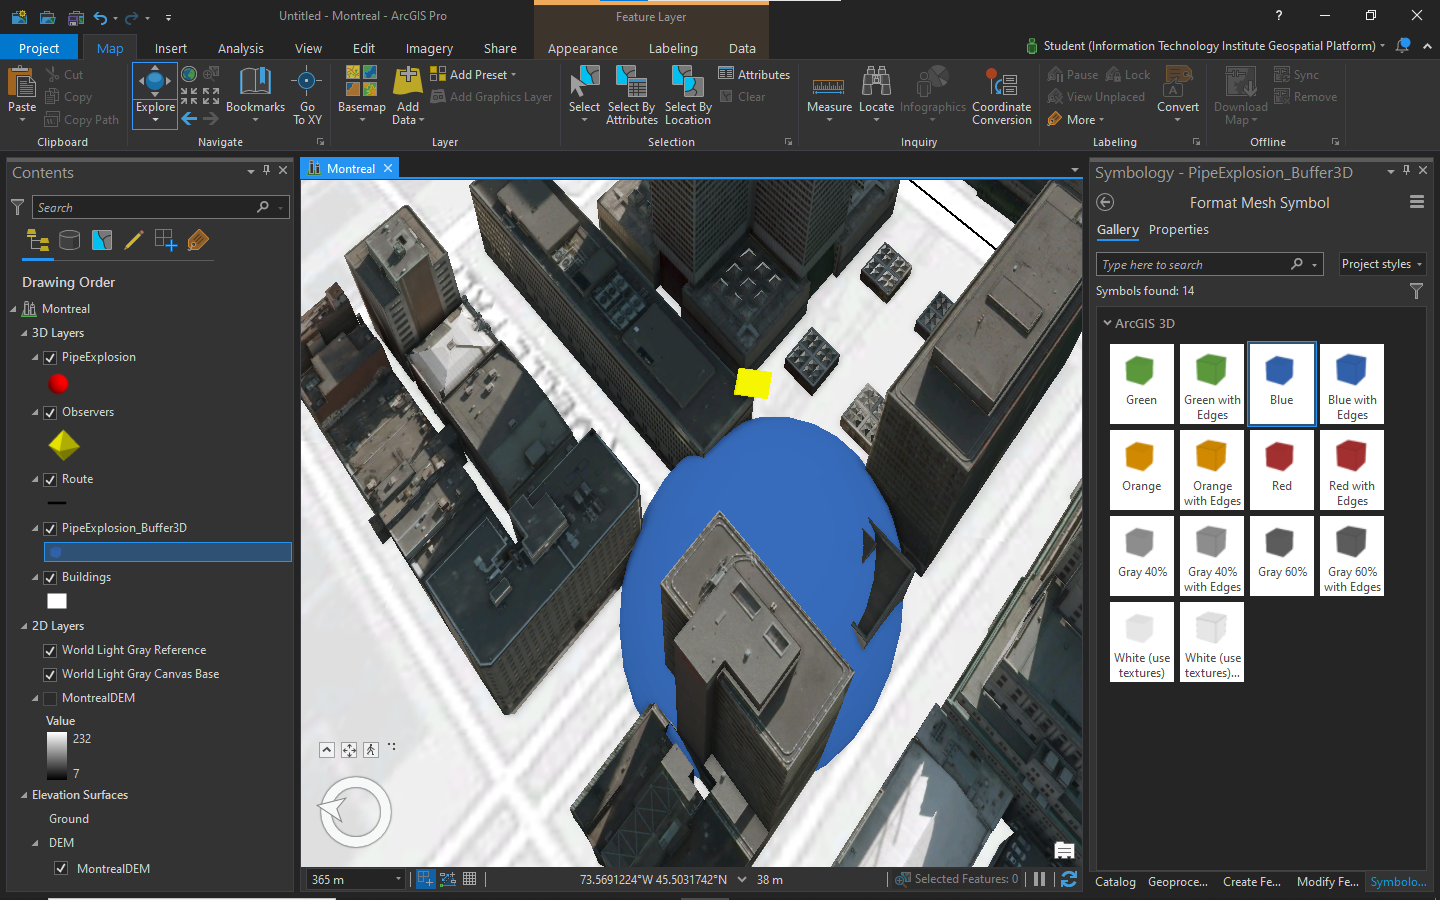 Untitled - Montreal - ArcGIS Pro
Feature Layer
?
Project
Map
Insert
Analysis
View
Edit
Imagery
Share
Appearance
Labeling
Data
Student (Information Technology Institute Geospatial Platform)
Paste
Cut
Copy
Copy Path
Clipboard
Explore
Bookmarks
Go
To XY
Navigate
Basemap
Add
Data
Add Preset
Add Graphics Layer
Layer
Select
Select By
Attributes
Select By
Location
Attributes
Clear
Selection
Measure
Locate
Infographics
Coordinate
Conversion
Inquiry
Pause
Lock
View Unplaced
More
Convert
Labeling
Download
Map
Sync
Remove
Offline
Contents
Search
Drawing Order
Montreal
3D Layers
PipeExplosion
Observers
Route
PipeExplosion_Buffer3D
Buildings
2D Layers
World Light Gray Reference
World Light Gray Canvas Base
MontrealDEM
Value
232
7
Elevation Surfaces
Ground
DEM
MontrealDEM
Montreal
365 m
73.5691224°W 45.5031742°N
38 m
Selected Features: 0
Symbology - PipeExplosion_Buffer3D
Format Mesh Symbol
Gallery
Properties
Type here to search
Project styles
Symbols found: 14
ArcGIS 3D
Green
Green with
Edges
Blue
Blue with
Edges
Orange
Orange
with Edges
Red
Red with
Edges
Gray 40%
Gray 40%
with Edges
Gray 60%
Gray 60%
with Edges
White (use
textures)
White (use
textures)...
Catalog
Geoproce...
Create Fe...
Modify Fe...
Symbolo...